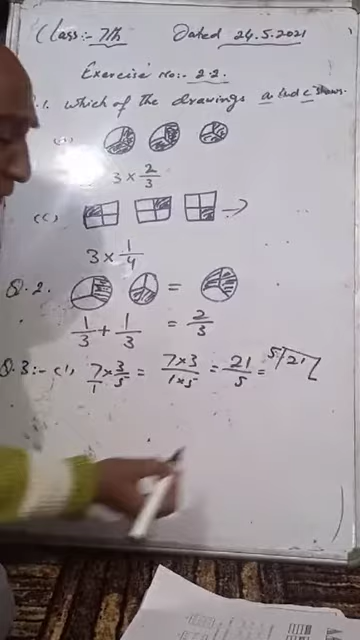 Class:- 7th Dated 24.5.2021
Exercise no:- 2.2.
.1. which of the drawings a to d c shows.
3 × 2/3
(c)
3 × 1/4
Q.2. =
1/3 + 1/3 = 2/3
Q.3:- (i) 7/1 × 3/5 = 7×3/1×5 = 21/5 = 5/21